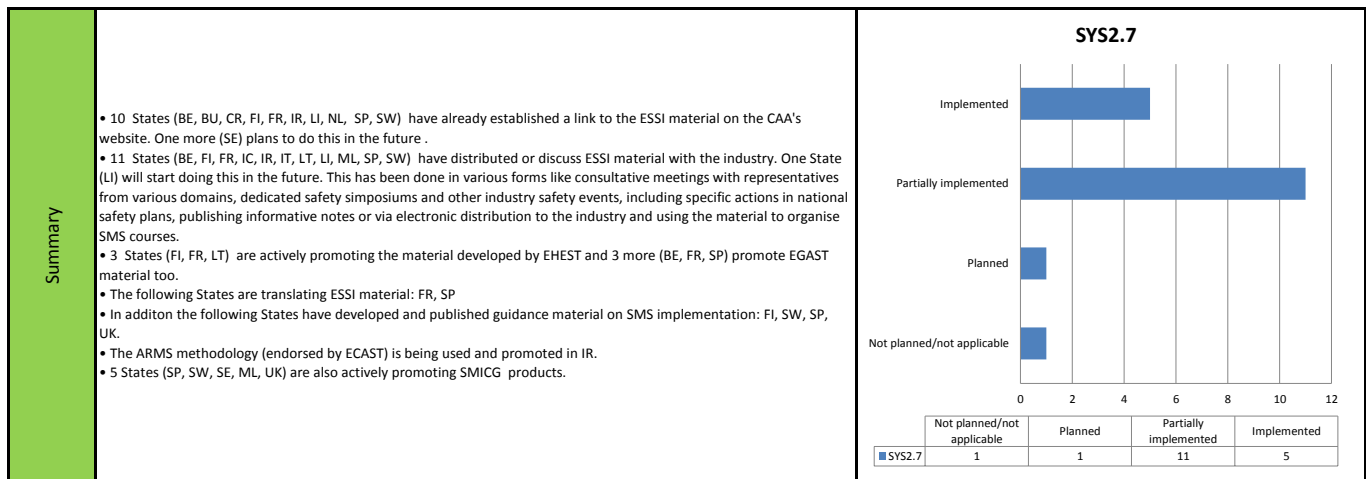 Summary
• 10  States (BE, BU, CR, FI, FR, IR, LI, NL,  SP, SW)  have already established a link to the ESSI material on the CAA's
website. One more (SE) plans to do this in the future .
• 11  States (BE, FI, FR, IC, IR, IT, LT, LI, ML, SP, SW)  have distributed or discuss ESSI material with the industry. One State
(LI) will start doing this in the future. This has been done in various forms like consultative meetings with representatives
from various domains, dedicated safety simposiums and other industry safety events, including specific actions in national
safety plans, publishing informative notes or via electronic distribution to the industry and using the material to organise
SMS courses.
• 3  States (FI, FR, LT)  are actively promoting the material developed by EHEST and 3 more (BE, FR, SP) promote EGAST
material too.
• The following States are translating ESSI material: FR, SP
• In additon the following States have developed and published guidance material on SMS implementation: FI, SW, SP,
UK.
• The ARMS methodology (endorsed by ECAST) is being used and promoted in IR.
• 5 States (SP, SW, SE, ML, UK) are also actively promoting SMICG  products.
SYS2.7
Implemented
Partially implemented
Planned
Not planned/not applicable
0 2 4 6 8 10 12
Not planned/not applicable Planned Partially implemented Implemented
SYS2.7 1 1 11 5